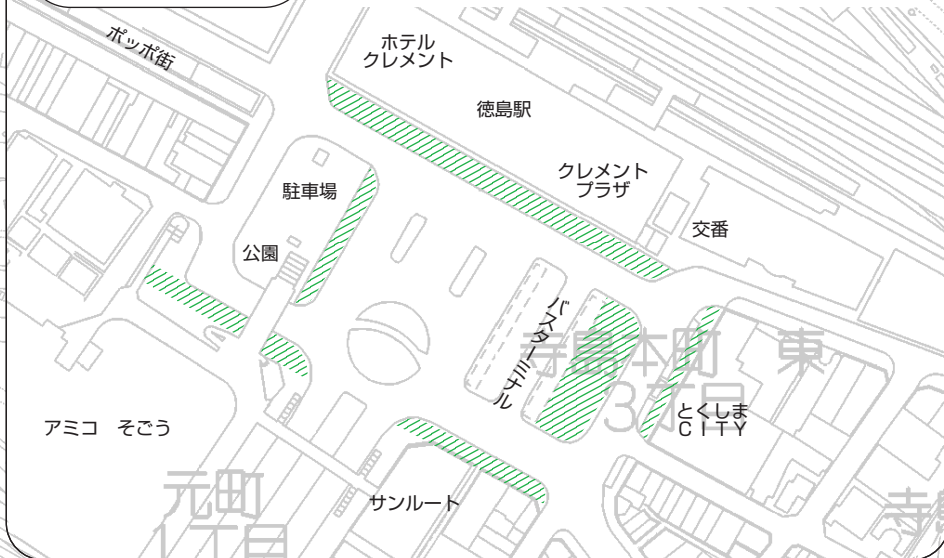 ポッポ街
ホテル
クレメント
徳島駅
クレメント
プラザ
交番
駐車場
公園
バスターミナル
寺島本町 東
3丁目
とくしま
CITY
アミコ そごう
元町
1丁目
サンルート
寺島